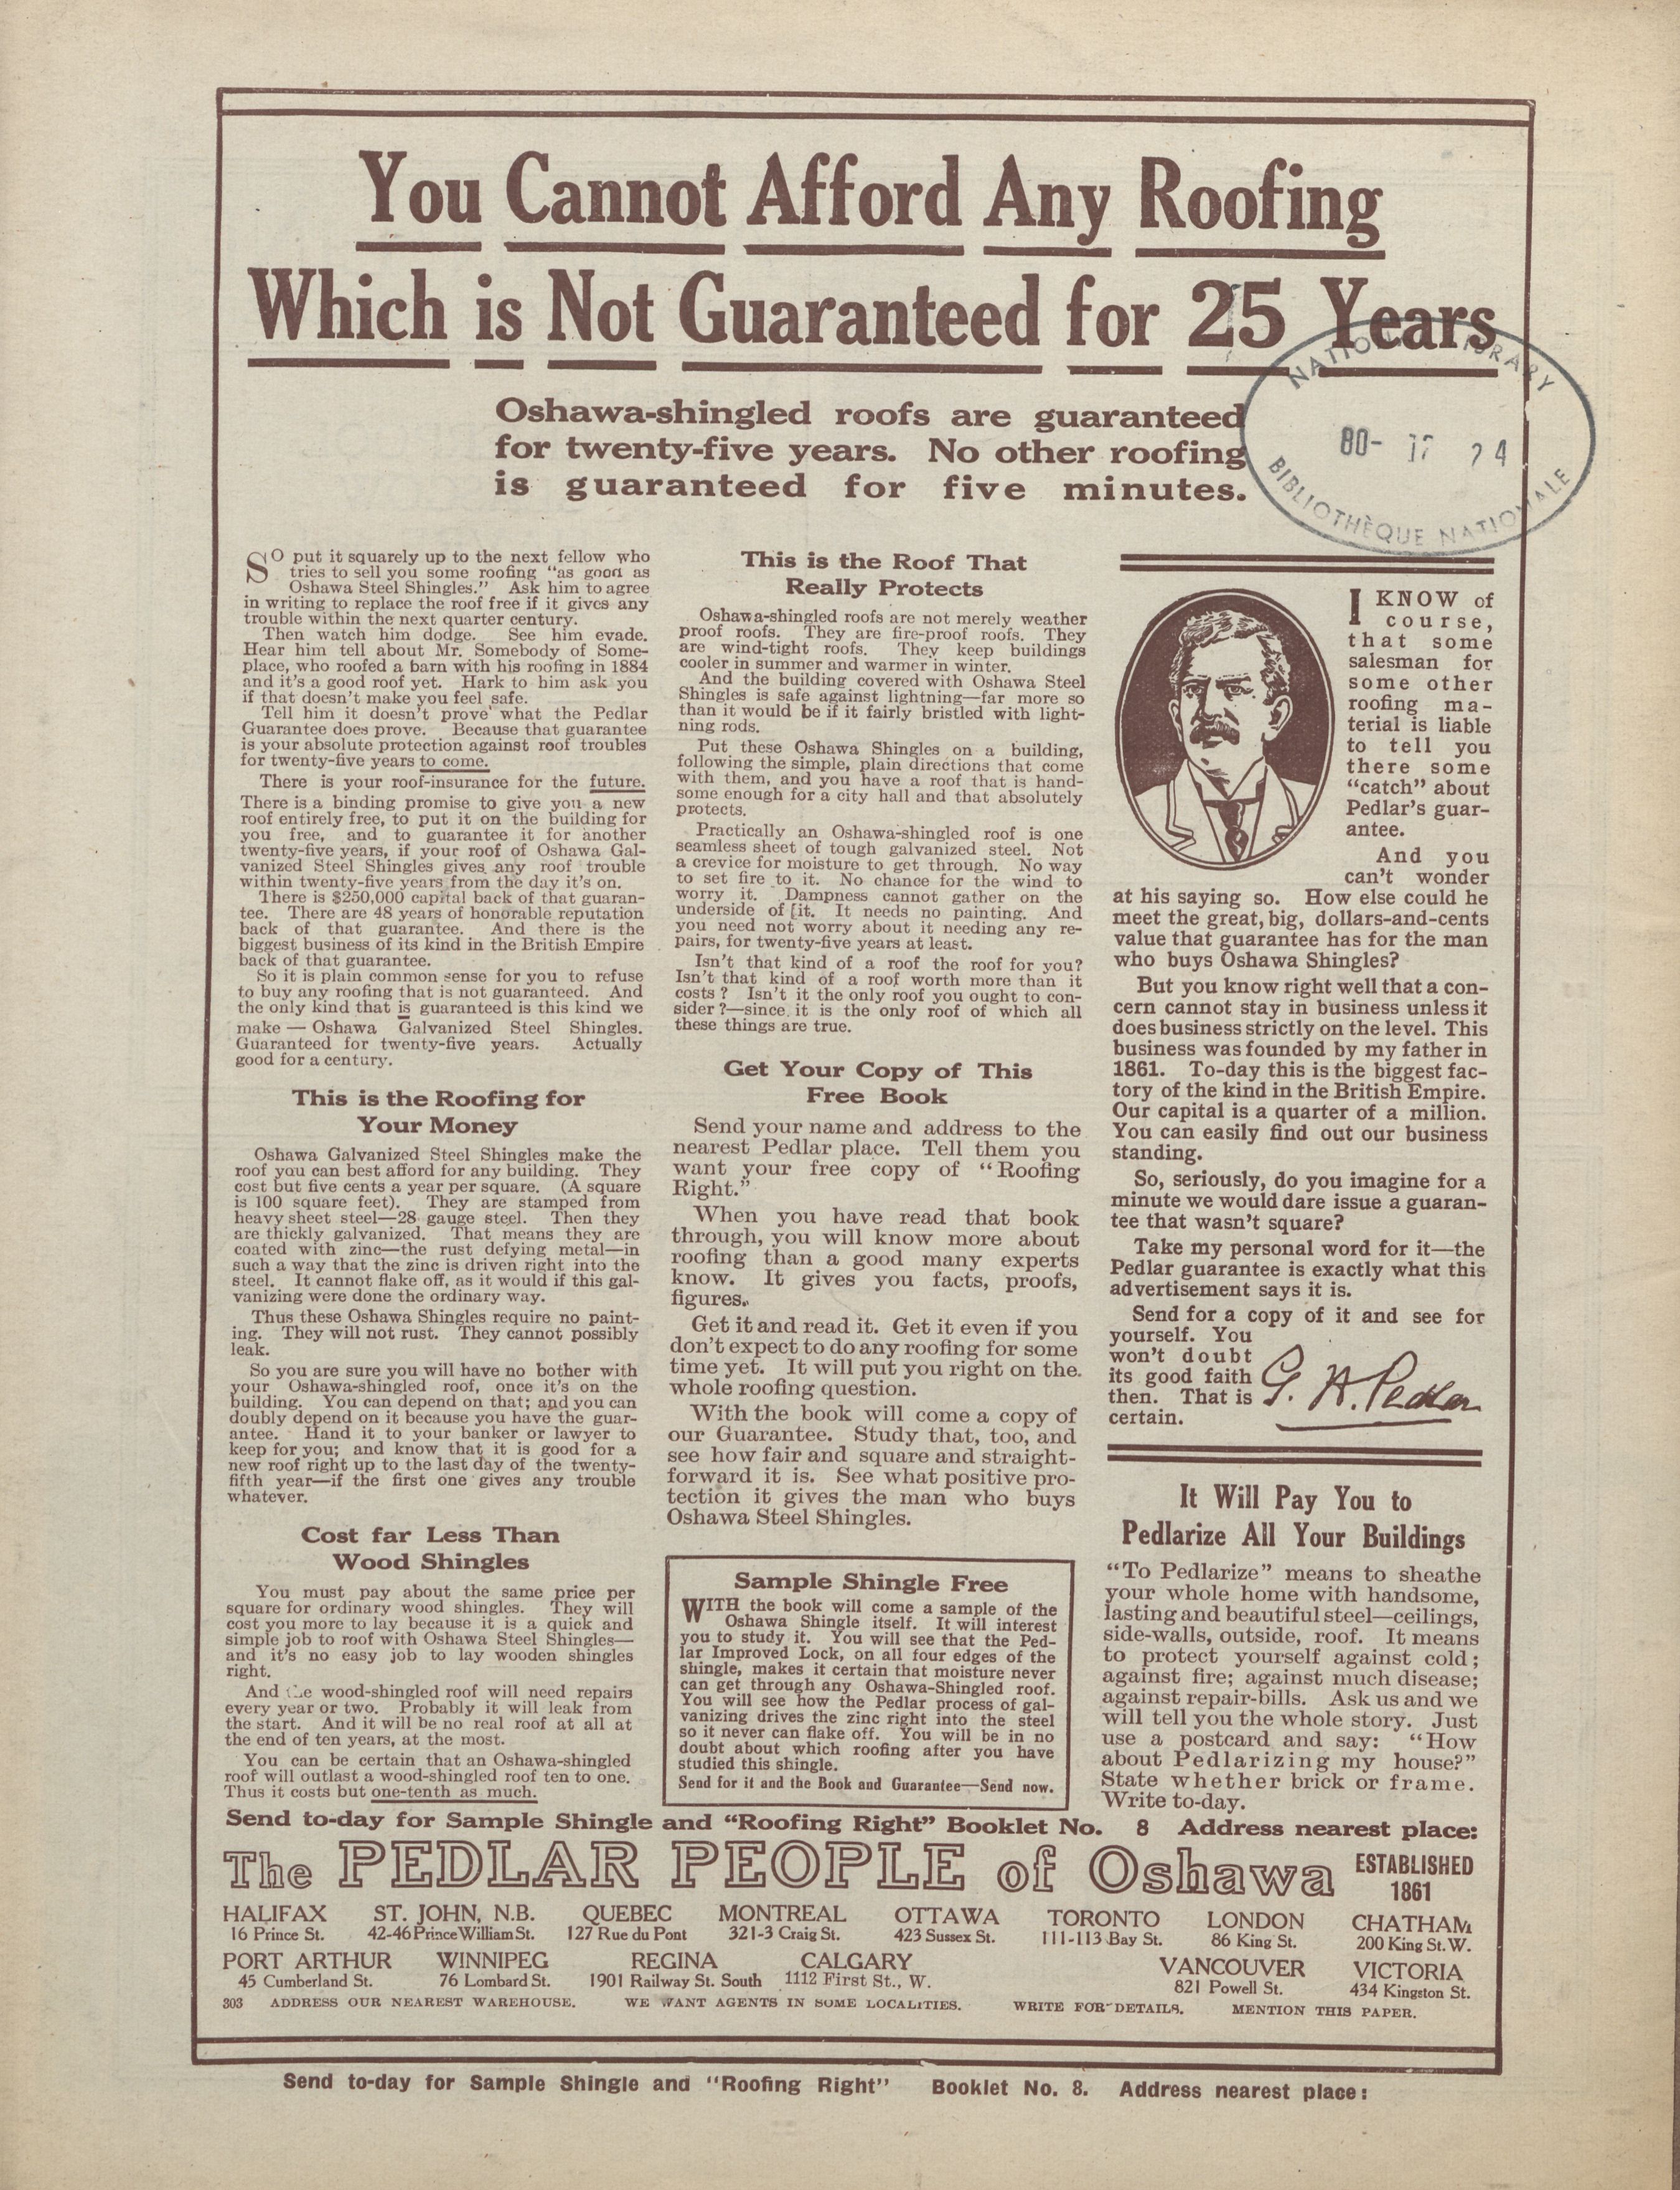 You Cannot Afford Any Roofing
Which is Not Guaranteed for 25 Years
Oshawa-shingled roofs are guaranteed
for twenty-five years. No other roofing
is guaranteed for five minutes.
NATIONAL LIBRARY
80- 17 24
BIBLIOTHÈQUE NATIONALE
SO put it squarely up to the next fellow who
tries to sell you some roofing "as good as
Oshawa Steel Shingles." Ask him to agree
in writing to replace the roof free if it gives any
trouble within the next quarter century.
Then watch him dodge. See him evade.
Hear him tell about Mr. Somebody of Some-
place, who roofed a barn with his roofing in 1884
and it's a good roof yet. Hark to him ask you
if that doesn't make you feel safe.
Tell him it doesn't prove what the Pedlar
Guarantee does prove. Because that guarantee
is your absolute protection against roof troubles
for twenty-five years to come.
There is your roof-insurance for the future.
There is a binding promise to give you a new
roof entirely free, to put it on the building for
you free, and to guarantee it for another
twenty-five years, if your roof of Oshawa Gal-
vanized Steel Shingles gives any roof trouble
within twenty-five years from the day it's on.
There is $250,000 capital back of that guaran-
tee. There are 48 years of honorable reputation
back of that guarantee. And there is the
biggest business of its kind in the British Empire
back of that guarantee.
So it is plain common sense for you to refuse
to buy any roofing that is not guaranteed. And
the only kind that is guaranteed is this kind we
make — Oshawa Galvanized Steel Shingles.
Guaranteed for twenty-five years. Actually
good for a century.
This is the Roofing for
Your Money
Oshawa Galvanized Steel Shingles make the
roof you can best afford for any building. They
cost but five cents a year per square. (A square
is 100 square feet). They are stamped from
heavy sheet steel—28 gauge steel. Then they
are thickly galvanized. That means they are
coated with zinc—the rust defying metal—in
such a way that the zinc is driven right into the
steel. It cannot flake off, as it would if this gal-
vanizing were done the ordinary way.
Thus these Oshawa Shingles require no paint-
ing. They will not rust. They cannot possibly
leak.
So you are sure you will have no bother with
your Oshawa-shingled roof, once it's on the
building. You can depend on that; and you can
doubly depend on it because you have the guar-
antee. Hand it to your banker or lawyer to
keep for you; and know that it is good for a
new roof right up to the last day of the twenty-
fifth year—if the first one gives any trouble
whatever.
Cost far Less Than
Wood Shingles
You must pay about the same price per
square for ordinary wood shingles. They will
cost you more to lay because it is a quick and
simple job to roof with Oshawa Steel Shingles—
and it's no easy job to lay wooden shingles
right.
And the wood-shingled roof will need repairs
every year or two. Probably it will leak from
the start. And it will be no real roof at all at
the end of ten years, at the most.
You can be certain that an Oshawa-shingled
roof will outlast a wood-shingled roof ten to one.
Thus it costs but one-tenth as much.
This is the Roof That
Really Protects
Oshawa-shingled roofs are not merely weather
proof roofs. They are fire-proof roofs. They
are wind-tight roofs. They keep buildings
cooler in summer and warmer in winter.
And the building covered with Oshawa Steel
Shingles is safe against lightning—far more so
than it would be if it fairly bristled with light-
ning rods.
Put these Oshawa Shingles on a building,
following the simple, plain directions that come
with them, and you have a roof that is hand-
some enough for a city hall and that absolutely
protects.
Practically an Oshawa-shingled roof is one
seamless sheet of tough galvanized steel. Not
a crevice for moisture to get through. No way
to set fire to it. No chance for the wind to
worry it. Dampness cannot gather on the
underside of it. It needs no painting. And
you need not worry about it needing any re-
pairs, for twenty-five years at least.
Isn't that kind of a roof the roof for you?
Isn't that kind of a roof worth more than it
costs? Isn't it the only roof you ought to con-
sider?—since it is the only roof of which all
these things are true.
Get Your Copy of This
Free Book
Send your name and address to the
nearest Pedlar place. Tell them you
want your free copy of "Roofing
Right."
When you have read that book
through, you will know more about
roofing than a good many experts
know. It gives you facts, proofs,
figures.
Get it and read it. Get it even if you
don't expect to do any roofing for some
time yet. It will put you right on the
whole roofing question.
With the book will come a copy of
our Guarantee. Study that, too, and
see how fair and square and straight-
forward it is. See what positive pro-
tection it gives the man who buys
Oshawa Steel Shingles.
Sample Shingle Free
WITH the book will come a sample of the
Oshawa Shingle itself. It will interest
you to study it. You will see that the Ped-
lar Improved Lock, on all four edges of the
shingle, makes it certain that moisture never
can get through any Oshawa-Shingled roof.
You will see how the Pedlar process of gal-
vanizing drives the zinc right into the steel
so it never can flake off. You will be in no
doubt about which roofing after you have
studied this shingle.
Send for it and the Book and Guarantee—Send now.
I KNOW of
course,
that some
salesman for
some other
roofing ma-
terial is liable
to tell you
there some
"catch" about
Pedlar's guar-
antee.
And you
can't wonder
at his saying so. How else could he
meet the great, big, dollars-and-cents
value that guarantee has for the man
who buys Oshawa Shingles?
But you know right well that a con-
cern cannot stay in business unless it
does business strictly on the level. This
business was founded by my father in
1861. To-day this is the biggest fac-
tory of the kind in the British Empire.
Our capital is a quarter of a million.
You can easily find out our business
standing.
So, seriously, do you imagine for a
minute we would dare issue a guaran-
tee that wasn't square?
Take my personal word for it—the
Pedlar guarantee is exactly what this
advertisement says it is.
Send for a copy of it and see for
yourself. You
won't doubt
its good faith
then. That is
certain.
G. H. Pedlar
It Will Pay You to
Pedlarize All Your Buildings
"To Pedlarize" means to sheathe
your whole home with handsome,
lasting and beautiful steel—ceilings,
side-walls, outside, roof. It means
to protect yourself against cold;
against fire; against much disease;
against repair-bills. Ask us and we
will tell you the whole story. Just
use a postcard and say: "How
about Pedlarizing my house?"
State whether brick or frame.
Write to-day.
Send to-day for Sample Shingle and "Roofing Right" Booklet No. 8 Address nearest place:
The PEDLAR PEOPLE of Oshawa ESTABLISHED 1861
HALIFAX ST. JOHN, N.B. QUEBEC MONTREAL OTTAWA TORONTO LONDON CHATHAM
16 Prince St. 42-46 Prince William St. 127 Rue du Pont 321-3 Craig St. 423 Sussex St. 111-113 Bay St. 86 King St. 200 King St. W.
PORT ARTHUR WINNIPEG REGINA CALGARY VANCOUVER VICTORIA
45 Cumberland St. 76 Lombard St. 1901 Railway St. South 1112 First St., W. 821 Powell St. 434 Kingston St.
303 ADDRESS OUR NEAREST WAREHOUSE. WE WANT AGENTS IN SOME LOCALITIES. WRITE FOR DETAILS. MENTION THIS PAPER.
Send to-day for Sample Shingle and "Roofing Right" Booklet No. 8. Address nearest place: